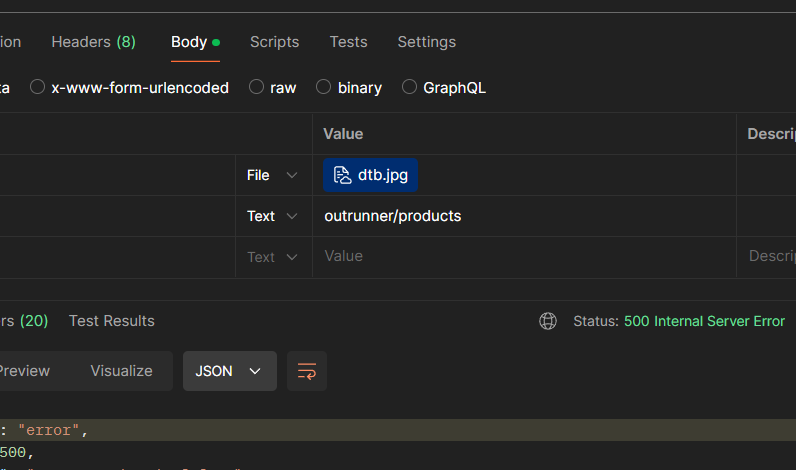 ion Headers (8) Body Scripts Tests Settings
ta x-www-form-urlencoded raw binary GraphQL
Value Descri
File dtb.jpg
Text outrunner/products
Text Value Descrip
rs (20) Test Results Status: 500 Internal Server Error
Preview Visualize JSON
: "error",
500,